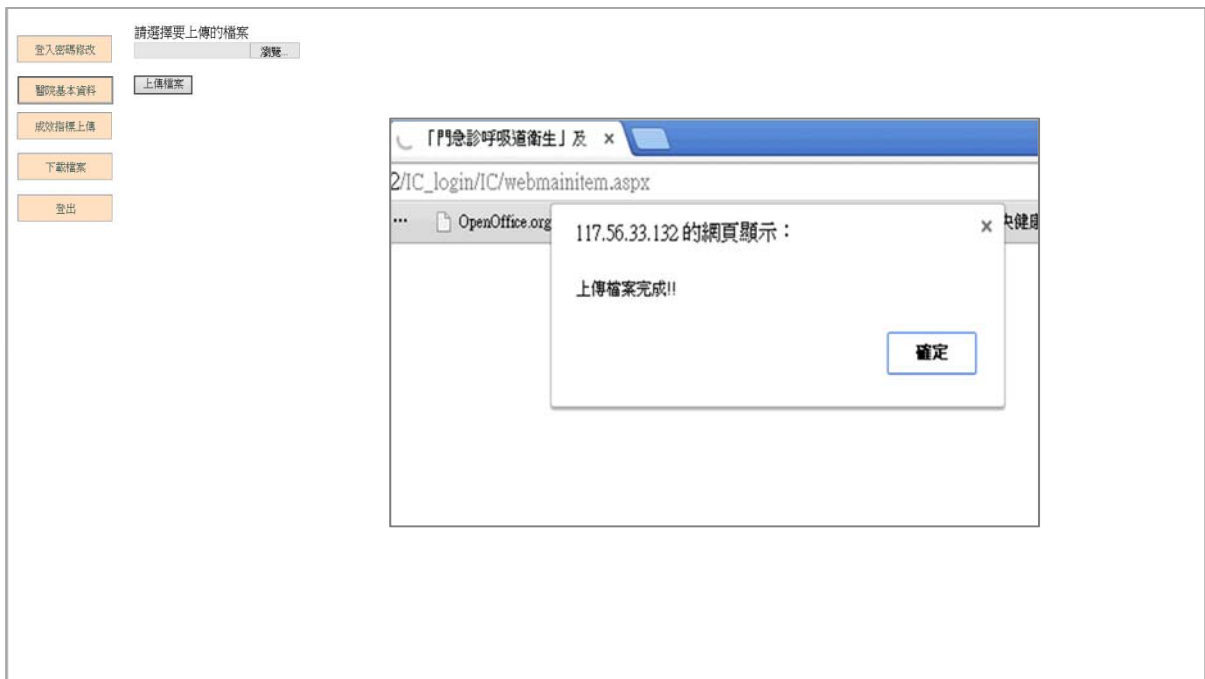 請選擇要上傳的檔案
瀏覽...
上傳檔案
登入密碼修改
醫院基本資料
成效指標上傳
下載檔案
登出
「門急診呼吸道衛生」及 ×
2/IC_login/IC/webmainitem.aspx
... OpenOffice.org
央健康
117.56.33.132 的網頁顯示： ×
上傳檔案完成!!
確定